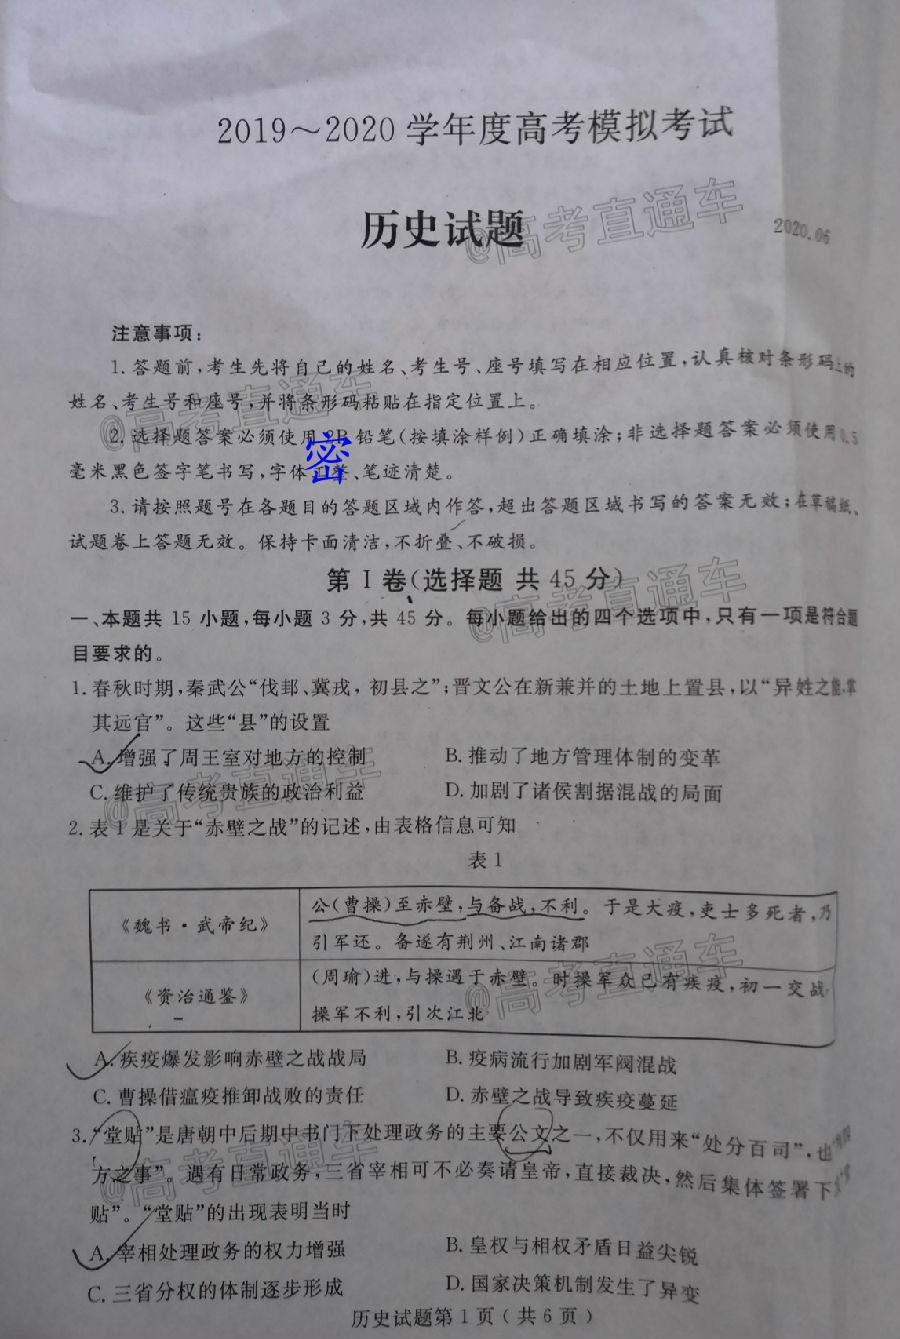 2019～2020学年度高考模拟考试
历史试题
@高考直通车
2020.06
注意事项：
1.答题前，考生先将自己的姓名、考生号、座号填写在相应位置，认真核对条形码上的
姓名、考生号和座号，并将条形码粘贴在指定位置上。
@高考直通车
2.选择题答案必须使用2B铅笔（按填涂样例）正确填涂；非选择题答案必须使用0.5
密
毫米黑色签字笔书写，字体工整、笔迹清楚。
3.请按照题号在各题目的答题区域内作答，超出答题区域书写的答案无效；在草稿纸、
试题卷上答题无效。保持卡面清洁，不折叠、不破损。
第Ⅰ卷（选择题 共45分）
@高考直通车
一、本题共15小题，每小题3分，共45分。每小题给出的四个选项中，只有一项是符合题
目要求的。
1.春秋时期，秦武公“伐邽、冀戎，初县之”；晋文公在新兼并的土地上置县，以“异姓之能，掌
其远官”。这些“县”的设置
A.增强了周王室对地方的控制 B.推动了地方管理体制的变革
C.维护了传统贵族的政治利益 D.加剧了诸侯割据混战的局面
@高考直通车
2.表1是关于“赤壁之战”的记述，由表格信息可知
表1
《魏书·武帝纪》 公（曹操）至赤壁，与备战，不利。于是大疫，吏士多死者，乃
引军还。备遂有荆州、江南诸郡
《资治通鉴》 （周瑜）进，与操遇于赤壁。时操军众已有疾疫，初一交战，
操军不利，引次江北
@高考直通车
A.疾疫爆发影响赤壁之战战局 B.疫病流行加剧军阀混战
C.曹操借瘟疫推卸战败的责任 D.赤壁之战导致疾疫蔓延
3.“堂贴”是唐朝中后期中书门下处理政务的主要公文之一，不仅用来“处分百司”，也
方之事”。遇有日常政务，三省宰相可不必奏请皇帝，直接裁决，然后集体签署下
贴”。“堂贴”的出现表明当时
@高考直通车
A.宰相处理政务的权力增强 B.皇权与相权矛盾日益尖锐
C.三省分权的体制逐步形成 D.国家决策机制发生了异变
历史试题第1页（共6页）